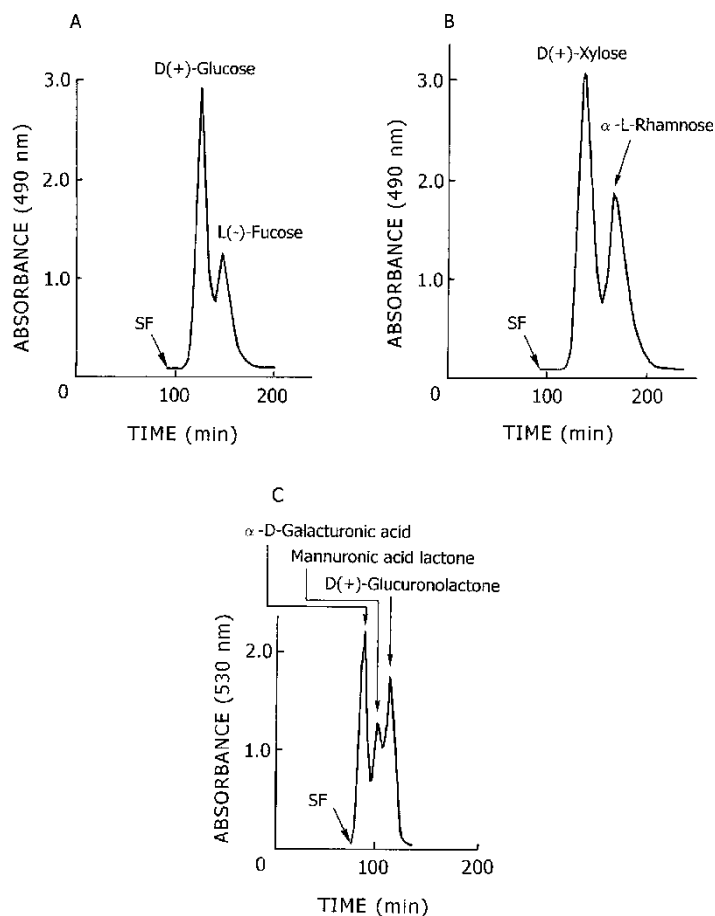 A
D(+)-Glucose
3.0
2.0
L(-)-Fucose
1.0
SF
0
100
200
ABSORBANCE (490 nm)
TIME (min)
B
D(+)-Xylose
3.0
α-L-Rhamnose
2.0
1.0
SF
0
100
200
ABSORBANCE (490 nm)
TIME (min)
C
α-D-Galacturonic acid
Mannuronic acid lactone
D(+)-Glucuronolactone
2.0
1.0
SF
0
100
200
ABSORBANCE (530 nm)
TIME (min)